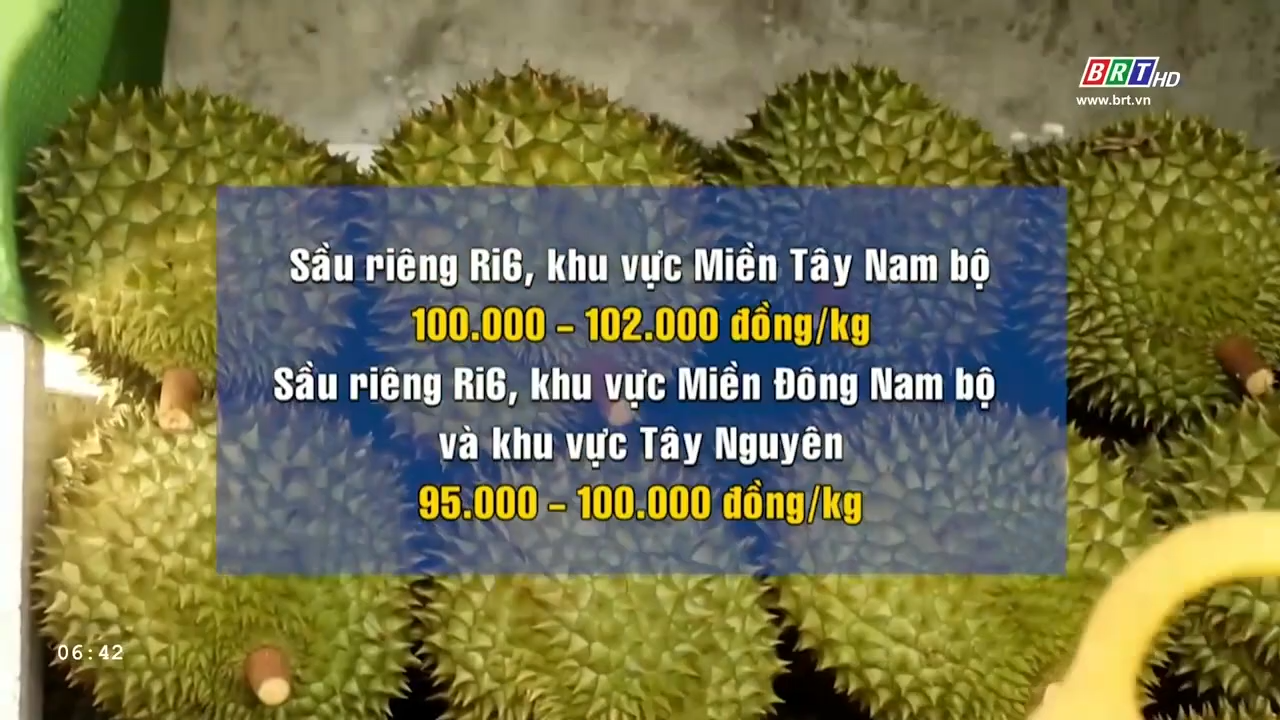 BRT HD
www.brt.vn
Sầu riêng Ri6, khu vực Miền Tây Nam bộ
100.000 – 102.000 đồng/kg
Sầu riêng Ri6, khu vực Miền Đông Nam bộ
và khu vực Tây Nguyên
95.000 – 100.000 đồng/kg
06:42